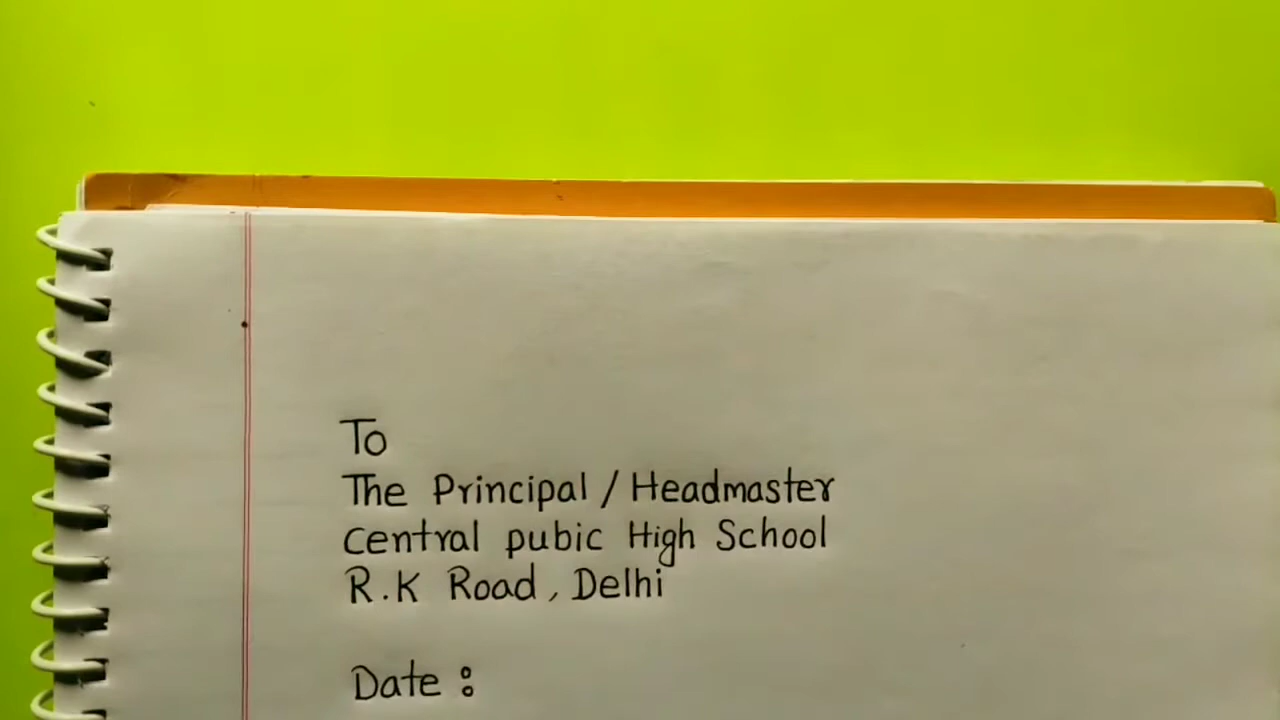 To
The Principal / Headmaster
Central pubic High School
R.K Road, Delhi
Date :